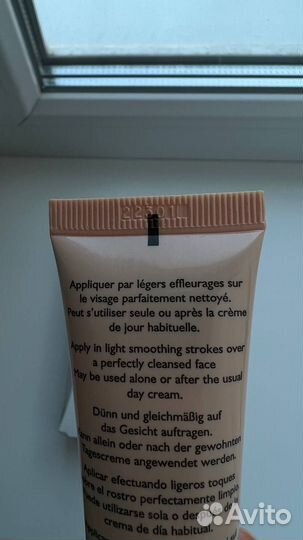 22301
Appliquer par légers effleurages sur
le visage parfaitement nettoyé.
Peut s'utiliser seule ou après la crème
de jour habituelle.
Apply in light smoothing strokes over
a perfectly cleansed face
May be used alone or after the usual
day cream.
Dünn und gleichmäßig auf
das Gesicht auftragen.
allein oder nach der gewohnten
Tagescreme angewendet werden.
Aplicar efectuando ligeros toques
el rostro perfectamente limpio
utilizarse sola o
crema de día habitual.
Avito